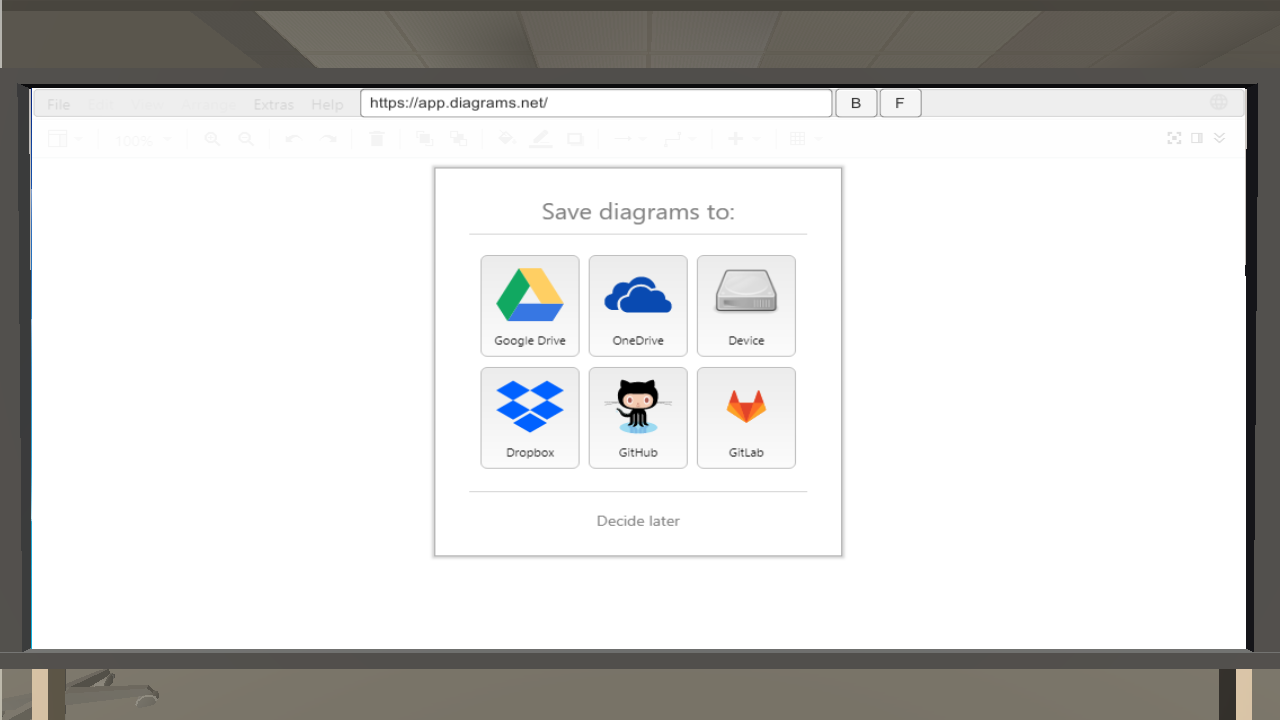 File Edit View Arrange Extras Help https://app.diagrams.net/ B F
100%
Save diagrams to:
Google Drive OneDrive Device
Dropbox GitHub GitLab
Decide later